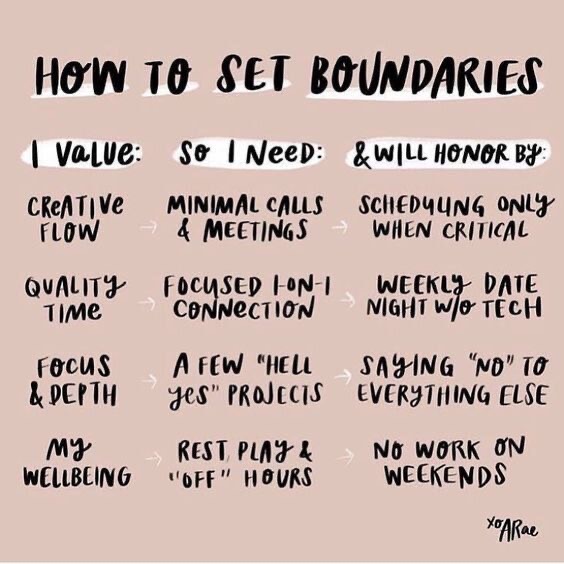 HOW TO SET BOUNDARIES
I VALUE: SO I NEED: & WILL HONOR BY:
CREATIVE MINIMAL CALLS SCHEDULING ONLY
FLOW → & MEETINGS → WHEN CRITICAL
QUALITY FOCUSED 1-ON-1 WEEKLY DATE
TIME → CONNECTION → NIGHT W/O TECH
FOCUS A FEW "HELL SAYING "NO" TO
& DEPTH → YES" PROJECTS → EVERYTHING ELSE
MY REST, PLAY & NO WORK ON
WELLBEING → "OFF" HOURS → WEEKENDS
xoARae